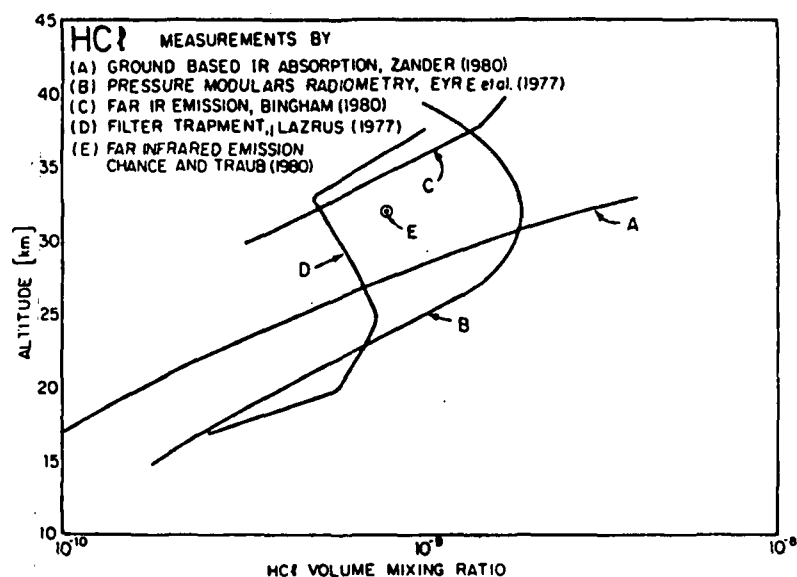 HCℓ MEASUREMENTS BY
(A) GROUND BASED IR ABSORPTION, ZANDER (1980)
(B) PRESSURE MODULARS RADIOMETRY, EYRE et al. (1977)
(C) FAR IR EMISSION, BINGHAM (1980)
(D) FILTER TRAPMENT, LAZRUS (1977)
(E) FAR INFRARED EMISSION
CHANCE AND TRAUB (1980)
45
40
35
30
25
20
15
10
ALTITUDE [km]
C
E
A
D
B
10⁻¹⁰
10⁻⁹
10⁻⁸
HCℓ VOLUME MIXING RATIO